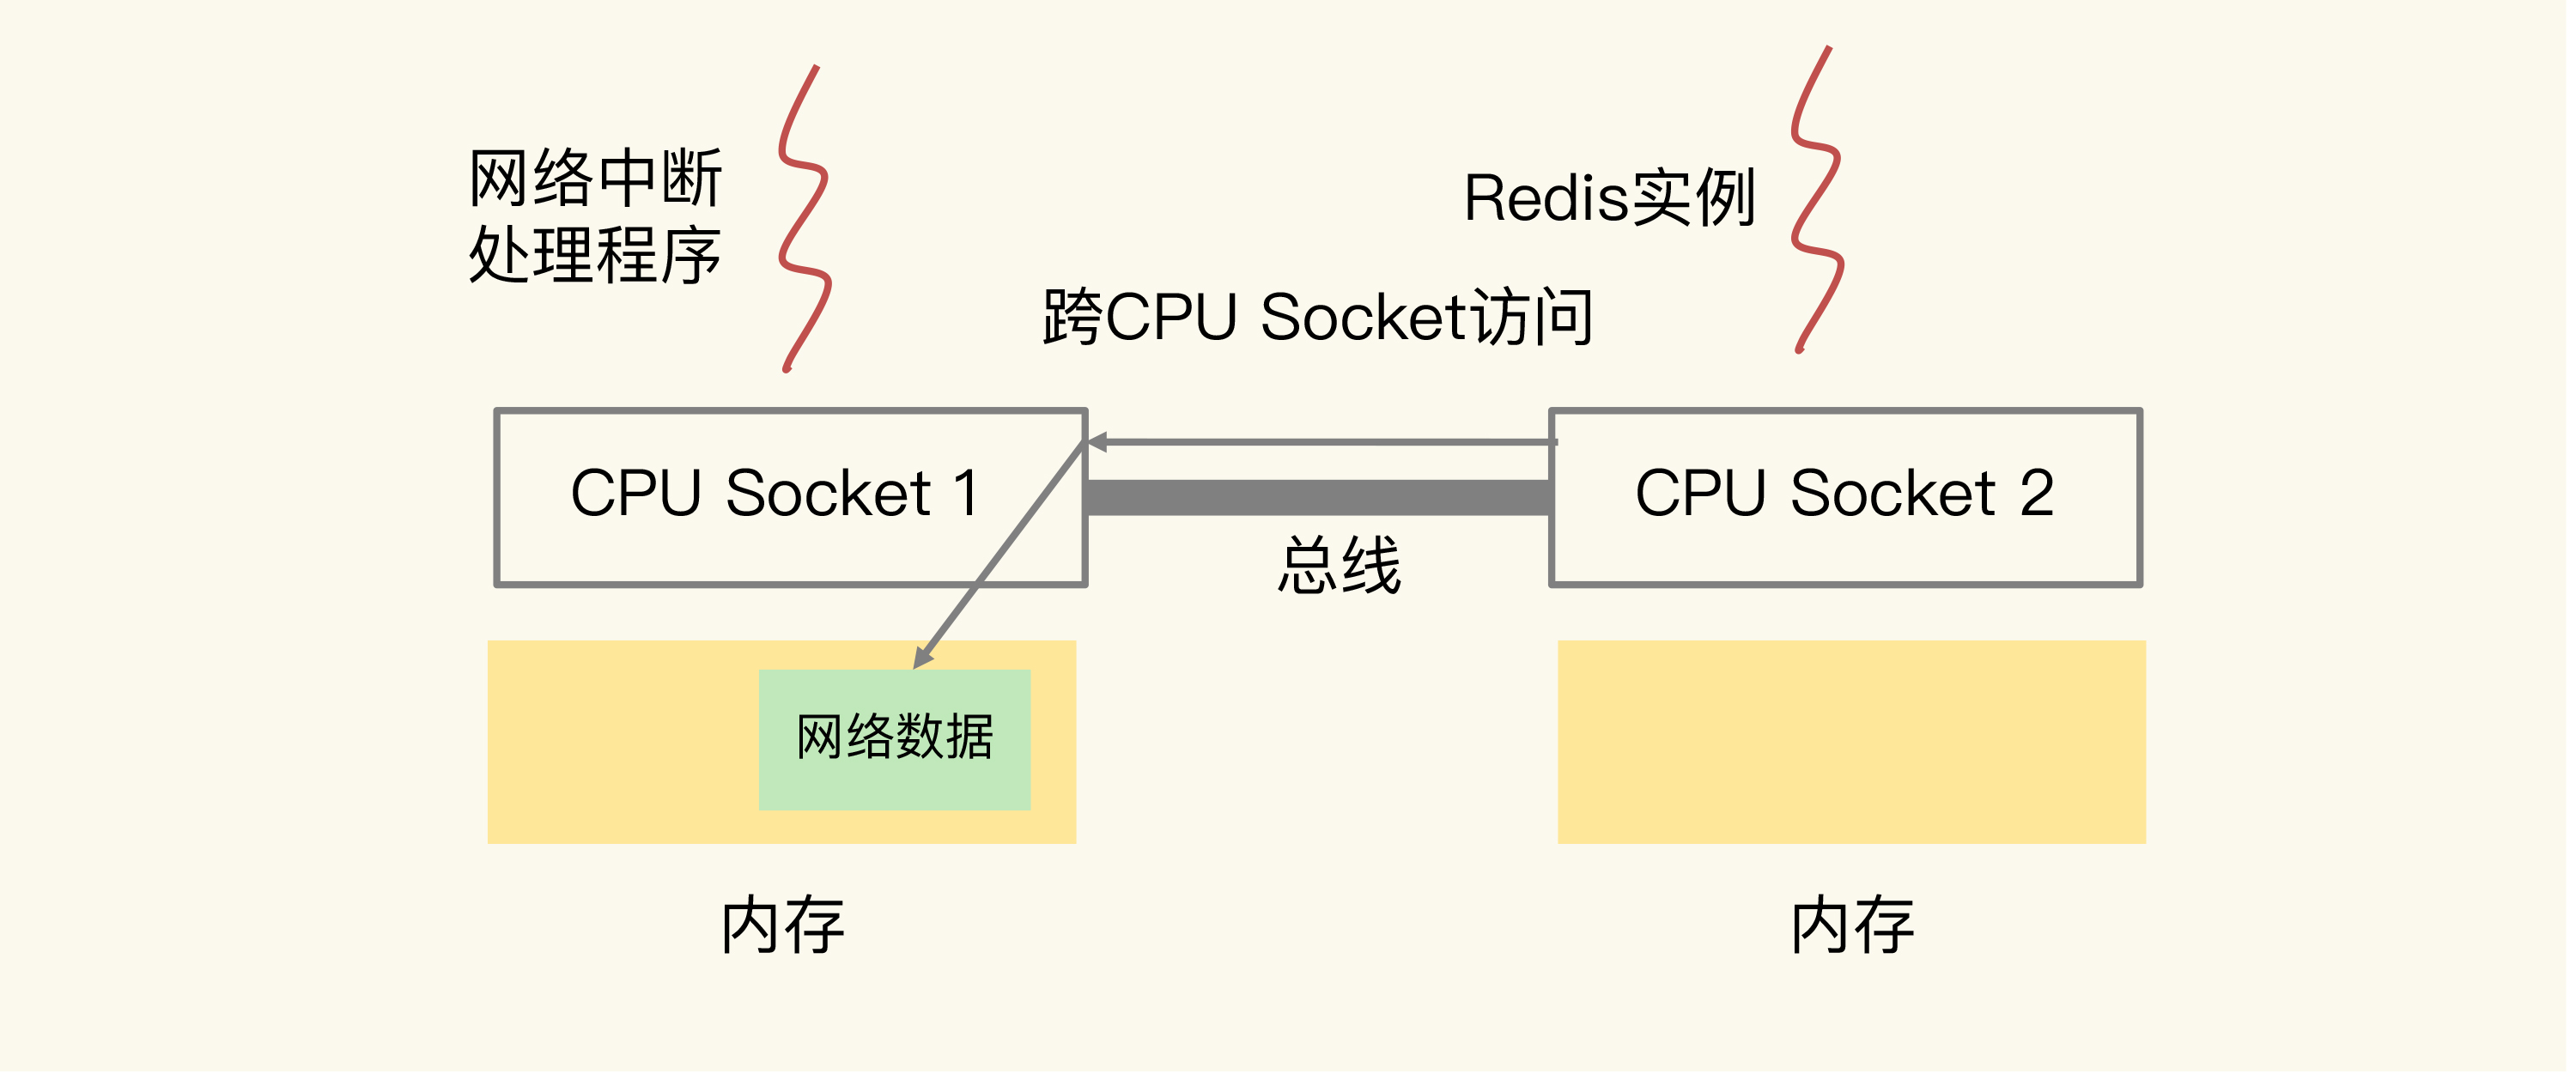 网络中断
处理程序
Redis实例
跨CPU Socket访问
CPU Socket 1
CPU Socket 2
总线
网络数据
内存
内存